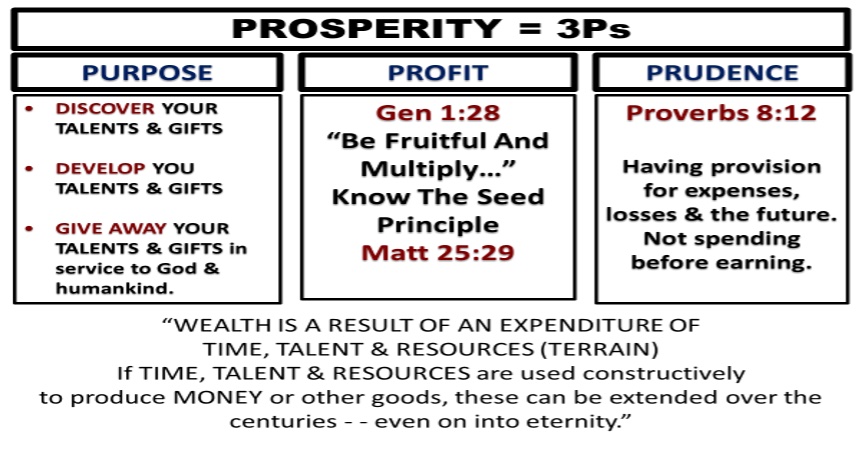 PROSPERITY = 3Ps
PURPOSE
• DISCOVER YOUR
TALENTS & GIFTS
• DEVELOP YOU
TALENTS & GIFTS
• GIVE AWAY YOUR
TALENTS & GIFTS in
service to God &
humankind.
PROFIT
Gen 1:28
“Be Fruitful And
Multiply...”
Know The Seed
Principle
Matt 25:29
PRUDENCE
Proverbs 8:12
Having provision
for expenses,
losses & the future.
Not spending
before earning.
“WEALTH IS A RESULT OF AN EXPENDITURE OF
TIME, TALENT & RESOURCES (TERRAIN)
If TIME, TALENT & RESOURCES are used constructively
to produce MONEY or other goods, these can be extended over the
centuries - - even on into eternity.”